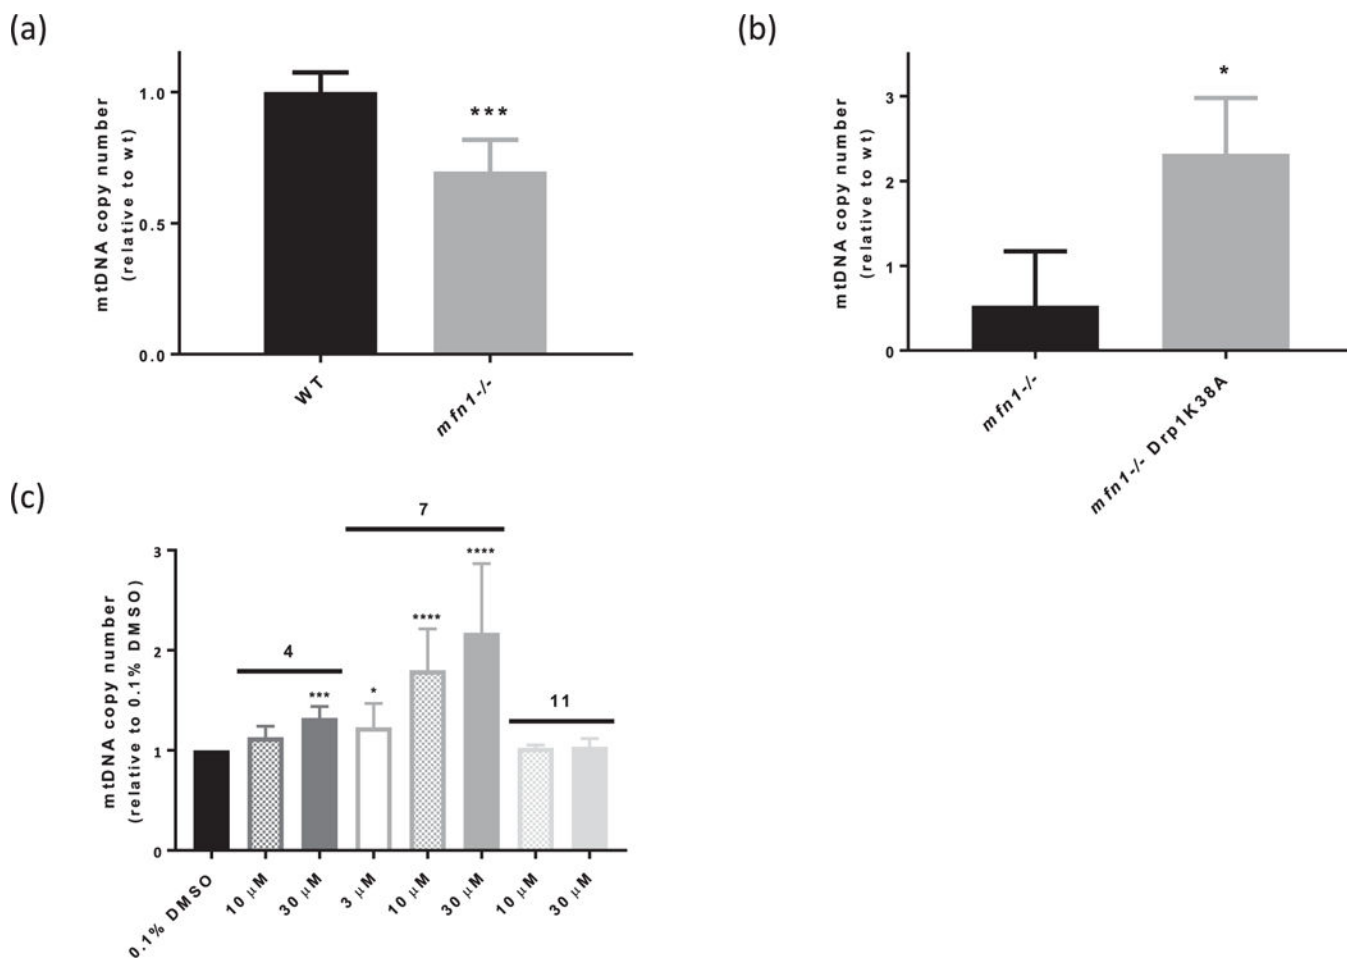 (a)
mtDNA copy number
(relative to wt)
1.0
0.5
0.0
***
WT
mfn1-/-
(b)
mtDNA copy number
(relative to wt)
3
2
1
0
*
mfn1-/-
mfn1-/- Drp1K38A
(c)
mtDNA copy number
(relative to 0.1% DMSO)
3
2
1
0
4
7
11
***
*
****
****
0.1% DMSO
10 μM
30 μM
3 μM
10 μM
30 μM
10 μM
30 μM